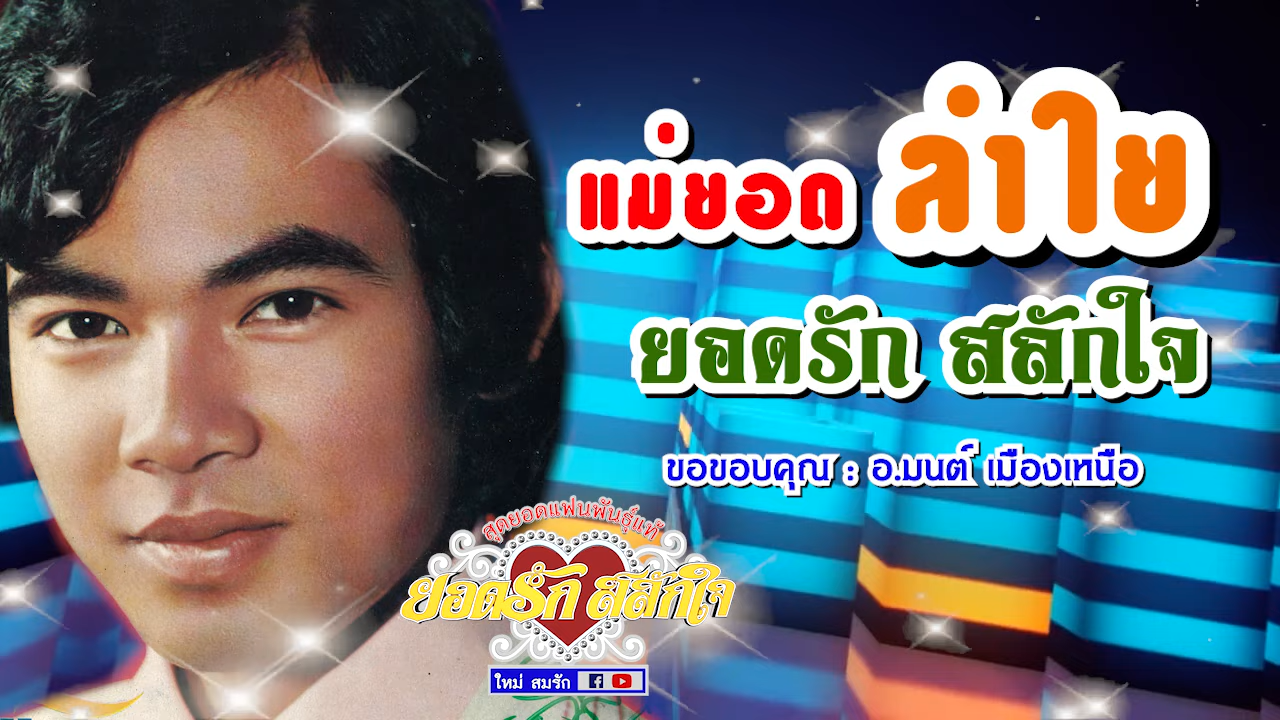 แม่ยอด ลำใย
ยอดรัก สลักใจ
ขอขอบคุณ : อ.มนต์ เมืองเหนือ
สุดยอดแฟนพันธุ์แท้
ยอดรัก สลักใจ
ใหม่ สมรัก